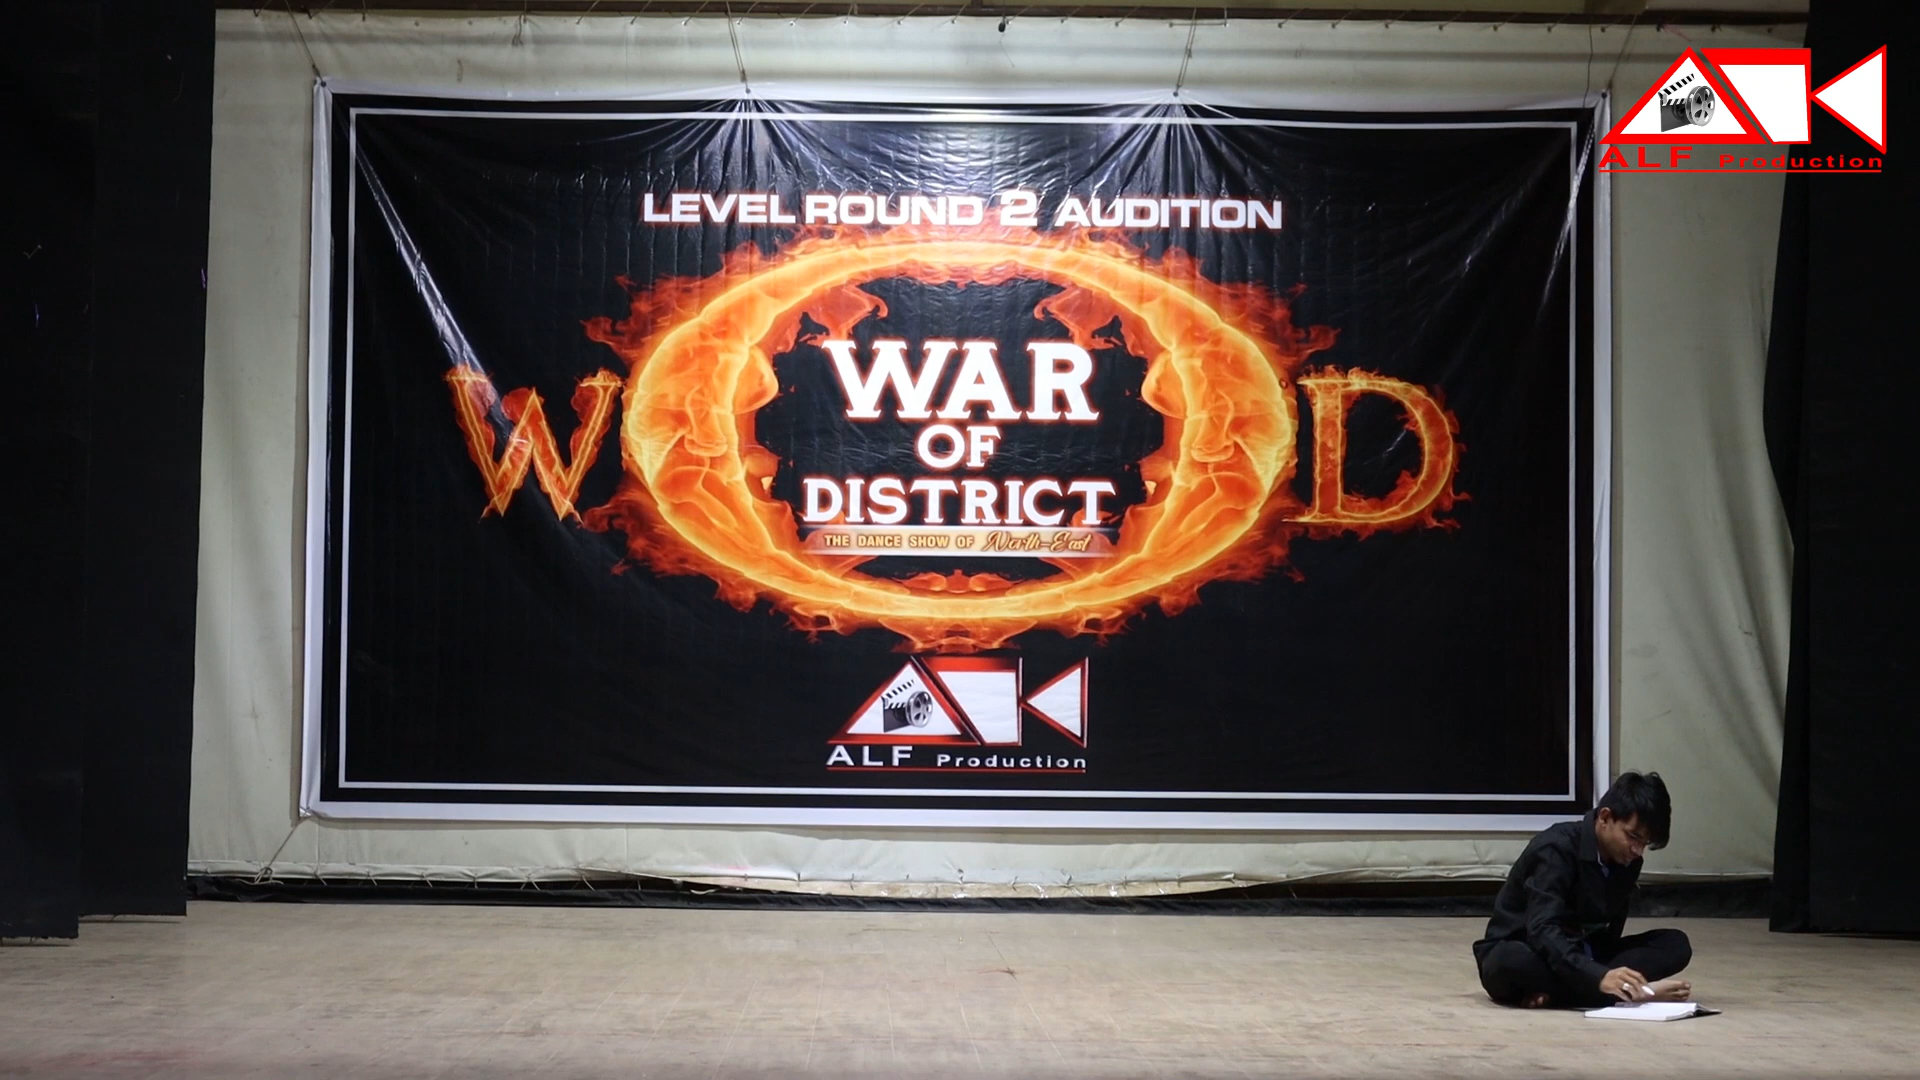 ALF Production
LEVEL ROUND 2 AUDITION
W O D
WAR
OF
DISTRICT
THE DANCE SHOW OF North-East
ALF Production